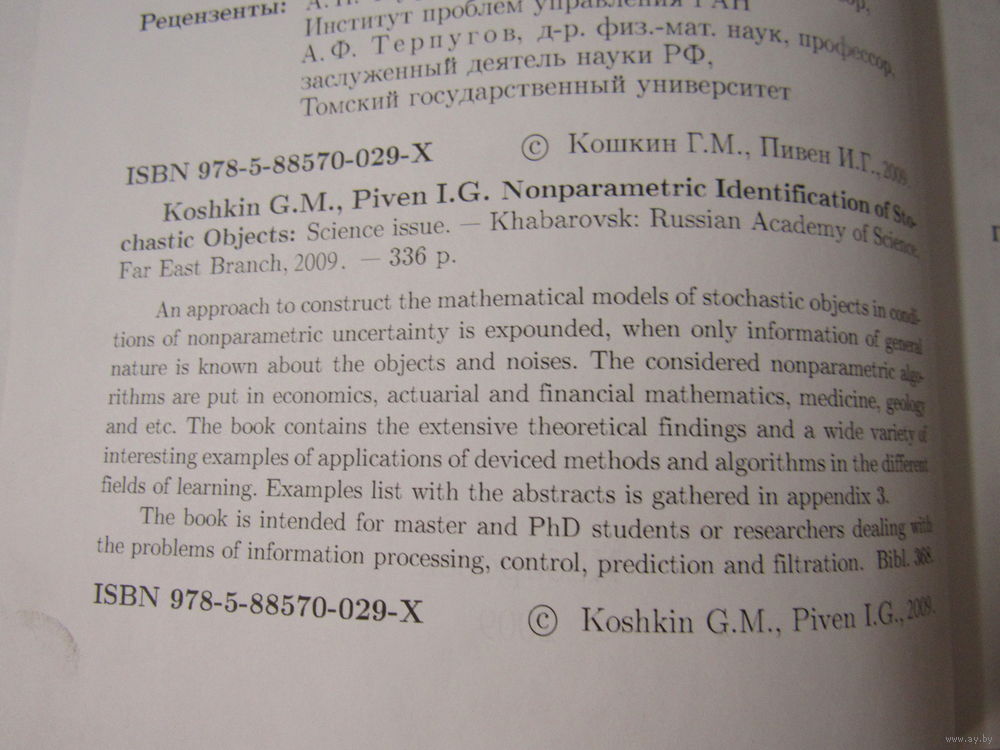 Рецензенты:
Институт проблем управления РАН
А. Ф. Терпугов, д-р. физ.-мат. наук, профессор,
заслуженный деятель науки РФ,
Томский государственный университет
ISBN 978-5-88570-029-X © Кошкин Г.М., Пивен И.Г., 2009.
Koshkin G.M., Piven I.G. Nonparametric Identification of Sto-
chastic Objects: Science issue. — Khabarovsk: Russian Academy of Science.
Far East Branch, 2009. — 336 p.
An approach to construct the mathematical models of stochastic objects in condi-
tions of nonparametric uncertainty is expounded, when only information of general
nature is known about the objects and noises. The considered nonparametric algo-
rithms are put in economics, actuarial and financial mathematics, medicine, geology
and etc. The book contains the extensive theoretical findings and a wide variety of
interesting examples of applications of deviced methods and algorithms in the different
fields of learning. Examples list with the abstracts is gathered in appendix 3.
The book is intended for master and PhD students or researchers dealing with
the problems of information processing, control, prediction and filtration. Bibl. 368.
ISBN 978-5-88570-029-X © Koshkin G.M., Piven I.G., 2009.
www.ay.by